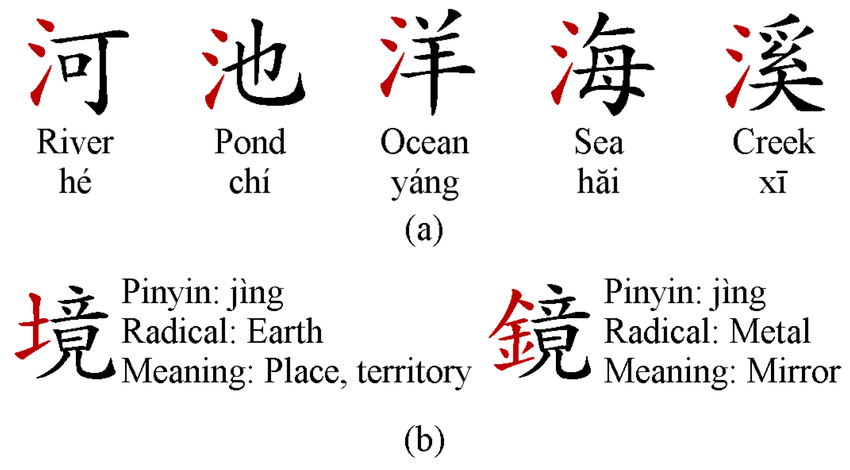 河 池 洋 海 溪
River Pond Ocean Sea Creek
hé chí yáng hăi xī
(a)
境 Pinyin: jìng
Radical: Earth
Meaning: Place, territory
鏡 Pinyin: jìng
Radical: Metal
Meaning: Mirror
(b)